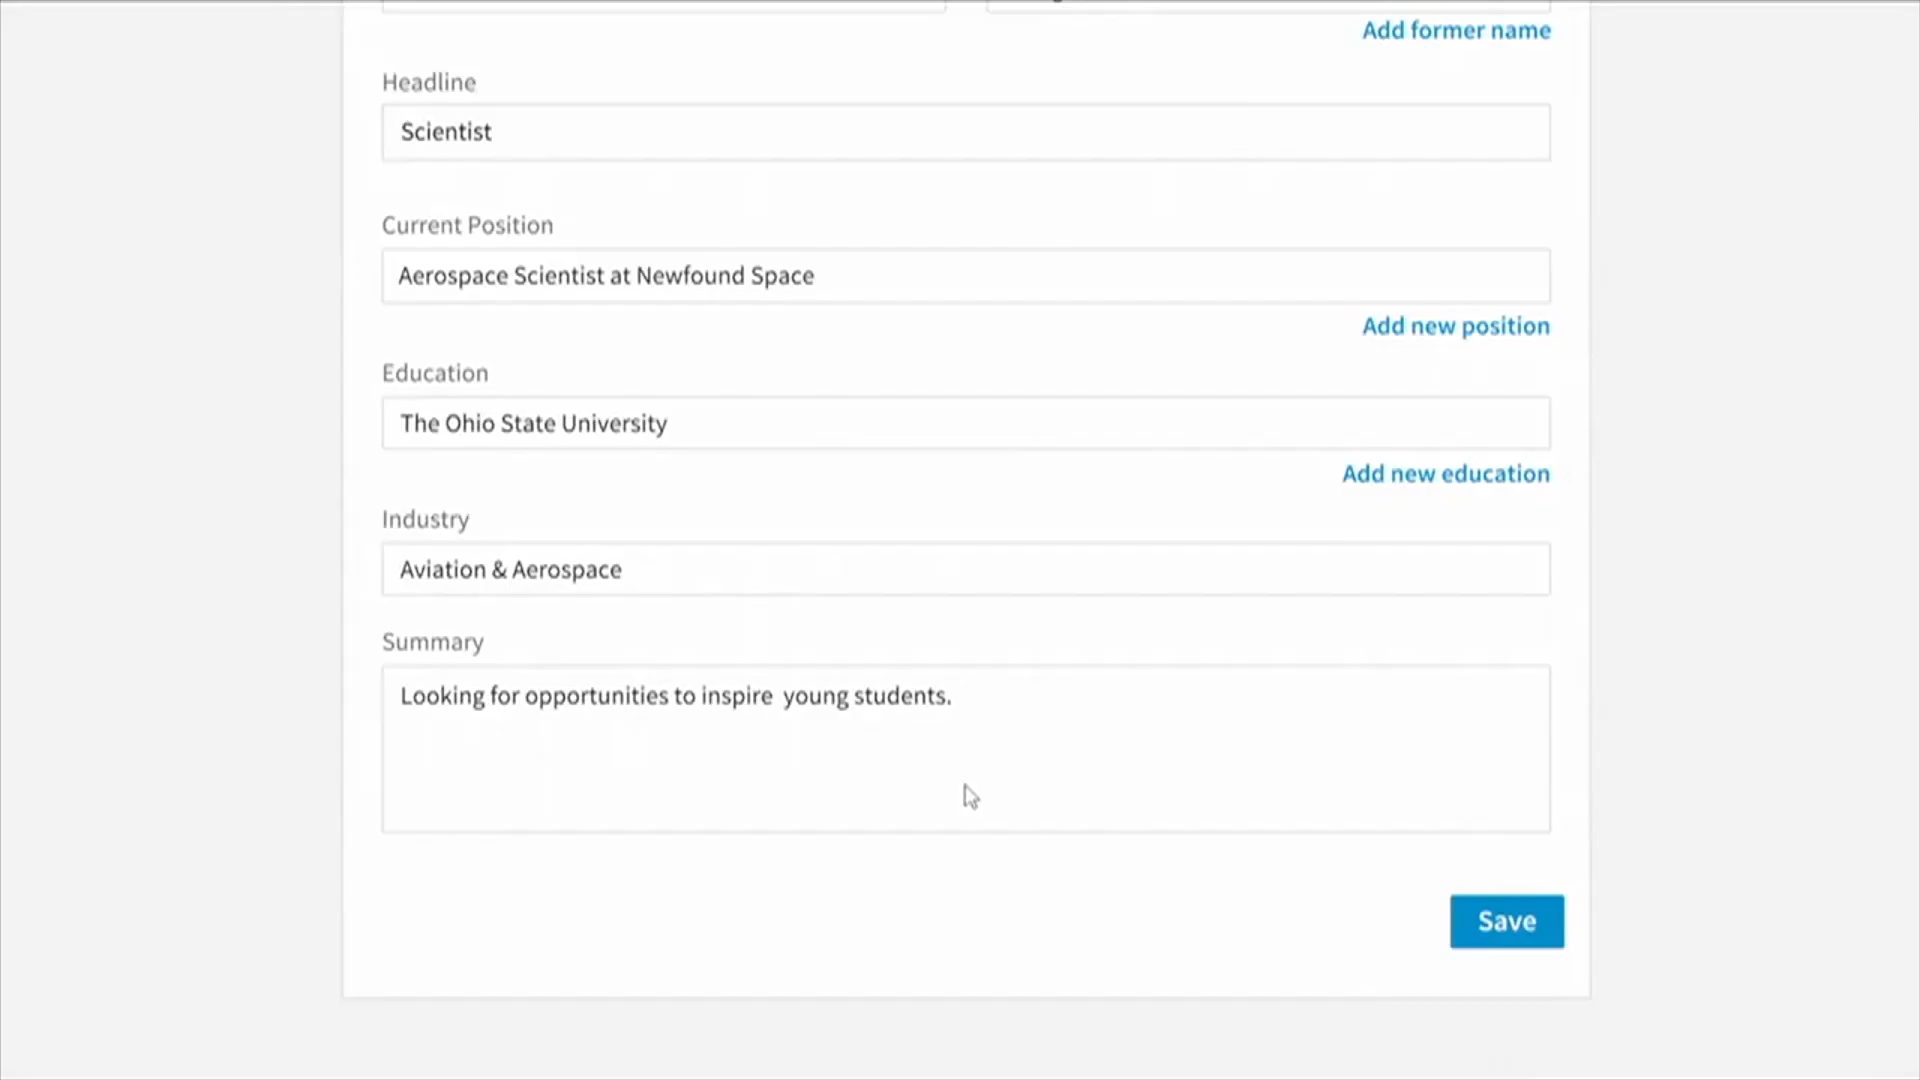 Add former name
Headline
Scientist
Current Position
Aerospace Scientist at Newfound Space
Add new position
Education
The Ohio State University
Add new education
Industry
Aviation & Aerospace
Summary
Looking for opportunities to inspire  young students.
Save